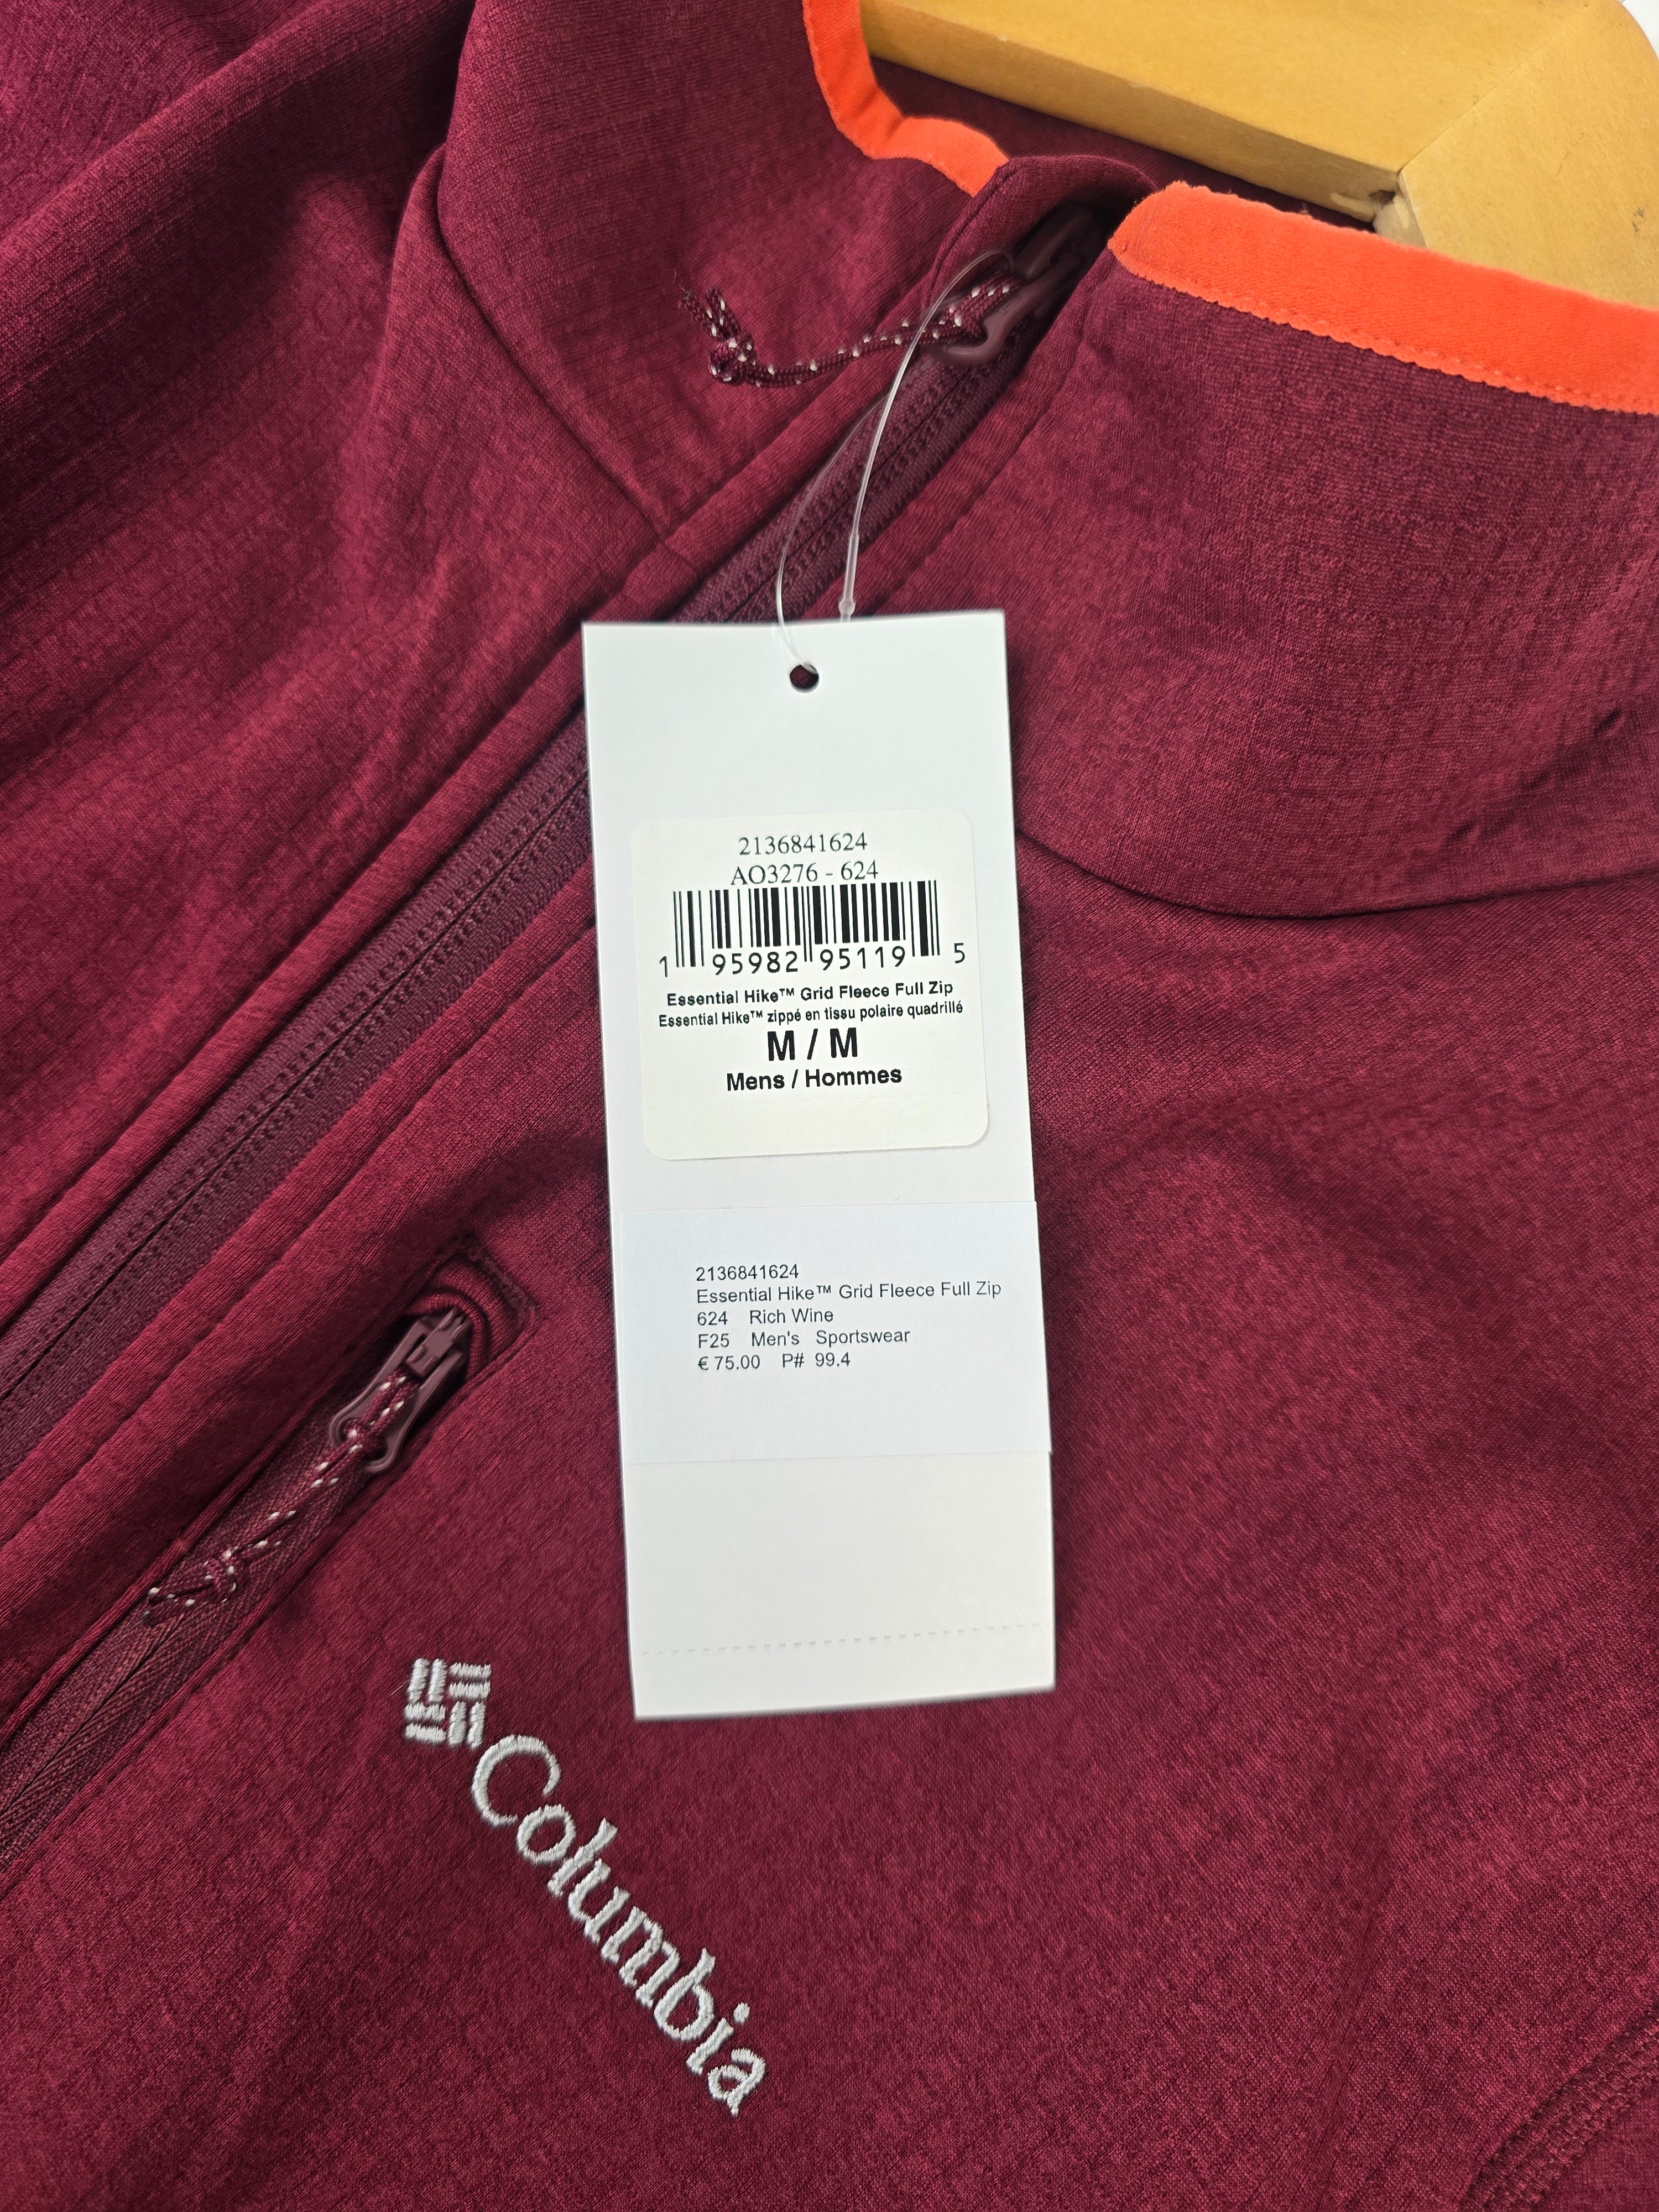 2136841624
AO3276 - 624
1 95982 95119 5
Essential Hike™ Grid Fleece Full Zip
Essential Hike™ zippé en tissu polaire quadrillé
M / M
Mens / Hommes
2136841624
Essential Hike™ Grid Fleece Full Zip
624 Rich Wine
F25 Men's Sportswear
€ 75.00 P# 99.4
Columbia